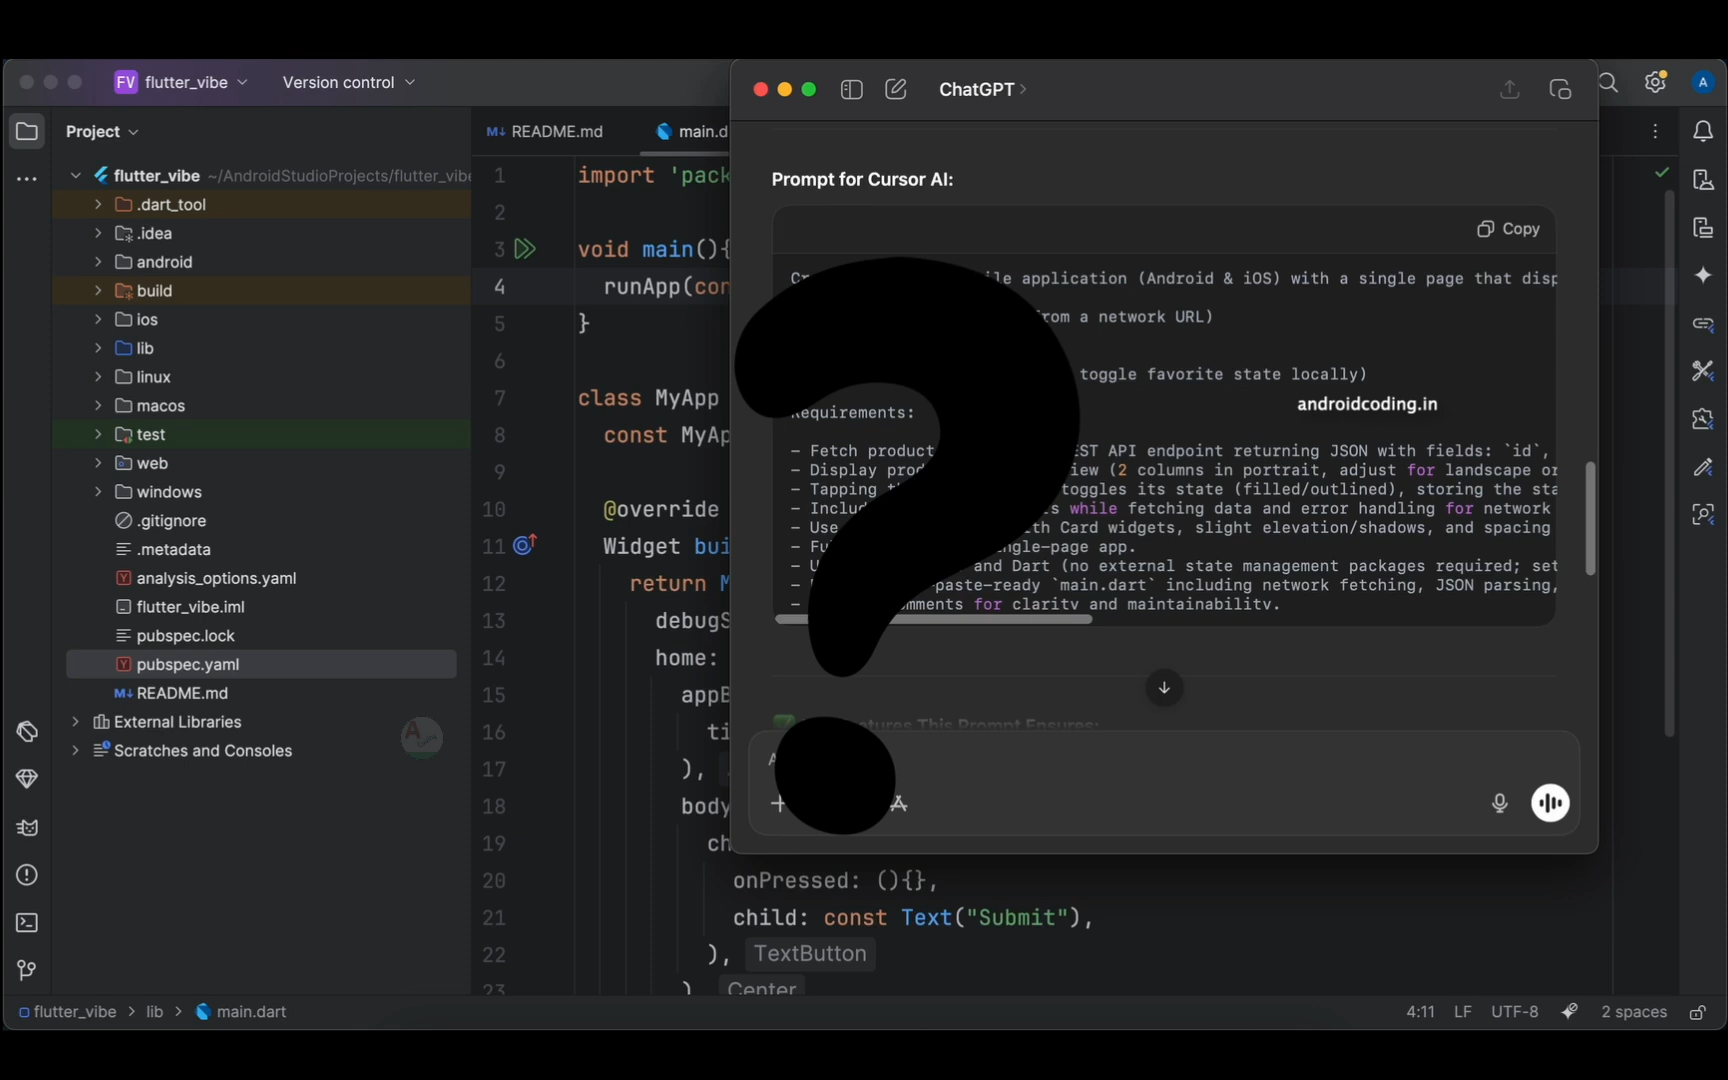 FV flutter_vibe
Version control
Project
flutter_vibe ~/AndroidStudioProjects/flutter_vibe
.dart_tool
.idea
android
build
ios
lib
linux
macos
test
web
windows
.gitignore
.metadata
analysis_options.yaml
flutter_vibe.iml
pubspec.lock
pubspec.yaml
README.md
External Libraries
Scratches and Consoles
README.md
main.d
1 import 'pack
2
3 void main(){
4 runApp(con
5 }
6
7 class MyApp
8 const MyAp
9
10 @override
11 Widget bui
12 return M
13 debugS
14 home:
15 appB
16 ti
17 ),
18 body
19 ch
20 onPressed: (){},
21 child: const Text("Submit"),
22 ), TextButton
23 ) Center
ChatGPT
A
Prompt for Cursor AI:
Copy
application (Android & iOS) with a single page that disp
from a network URL)
toggle favorite state locally)
androidcoding.in
Requirements:
- Fetch product EST API endpoint returning JSON with fields: `id`,
- Display prod iew (2 columns in portrait, adjust for landscape or
- Tapping toggles its state (filled/outlined), storing the sta
- Includ while fetching data and error handling for network
- Use th Card widgets, slight elevation/shadows, and spacing
- Fu ngle-page app.
- U and Dart (no external state management packages required; set
-paste-ready `main.dart` including network fetching, JSON parsing,
- mments for clarity and maintainability.
tures This Prompt Ensures:
flutter_vibe > lib > main.dart
4:11 LF UTF-8 2 spaces